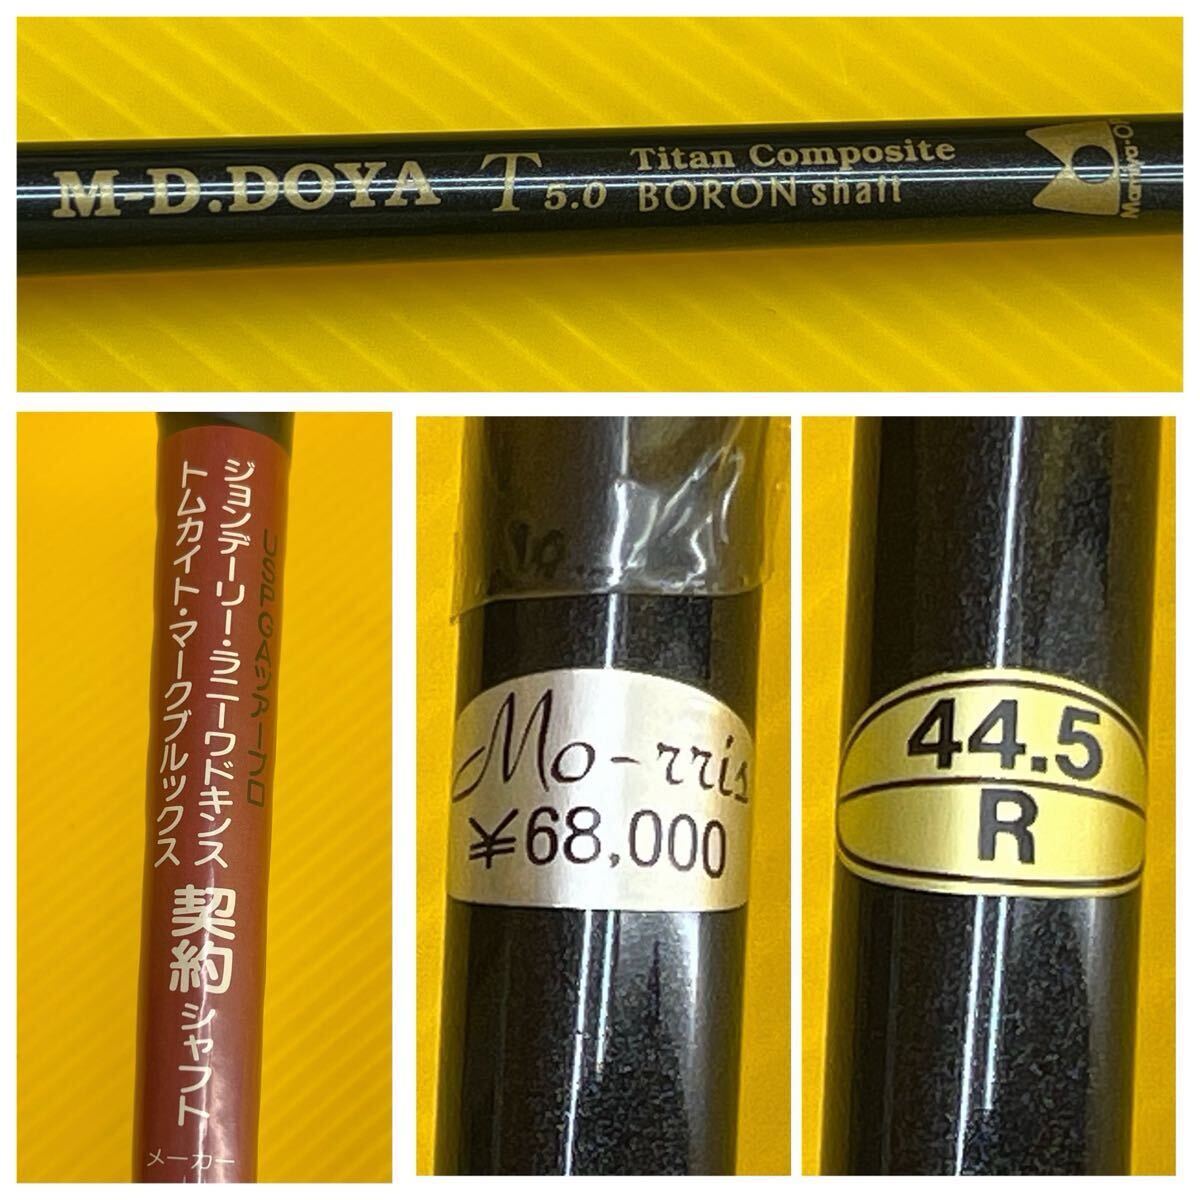 M-D.DOYA T 5.0 Titan Composite
BORON shaft
USPGAツアープロ
ジョンデーリー・ラニーワドキンス
トムカイト・マークブルックス
契約シャフト
メーカー
Mo-rris
¥68,000
44.5
R